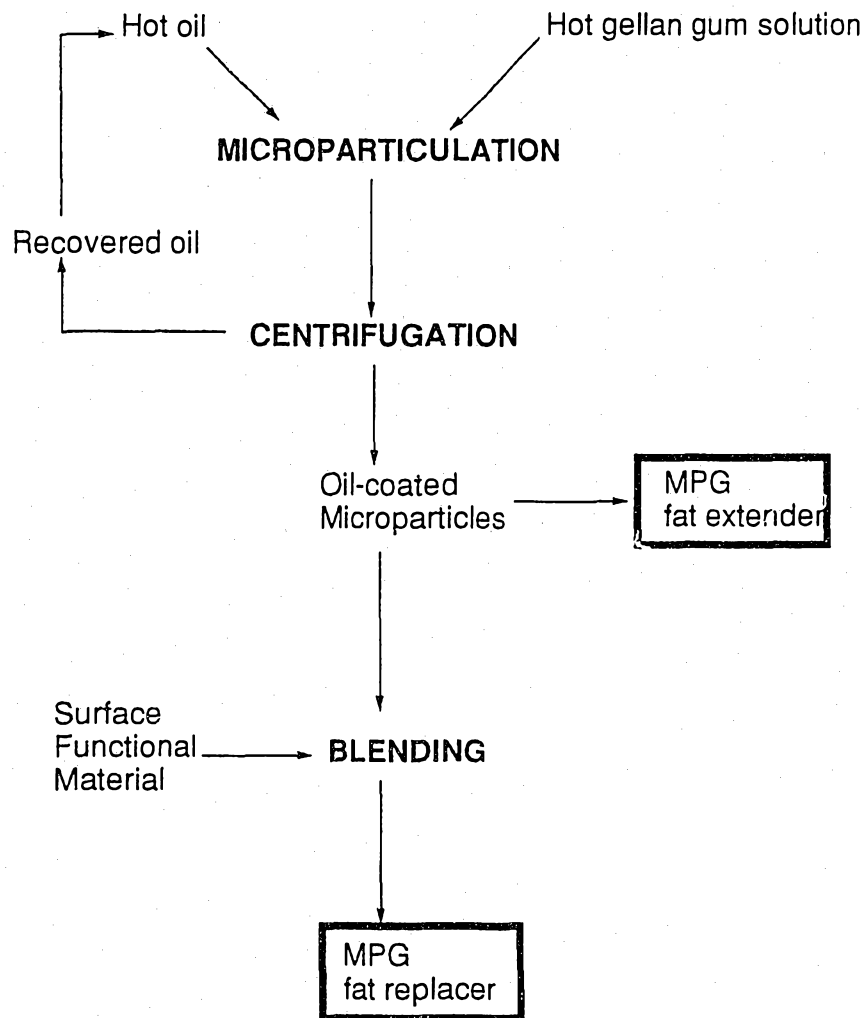 Hot oil
Hot gellan gum solution
MICROPARTICULATION
Recovered oil
CENTRIFUGATION
Oil-coated
Microparticles
MPG
fat extender
Surface
Functional
Material
BLENDING
MPG
fat replacer